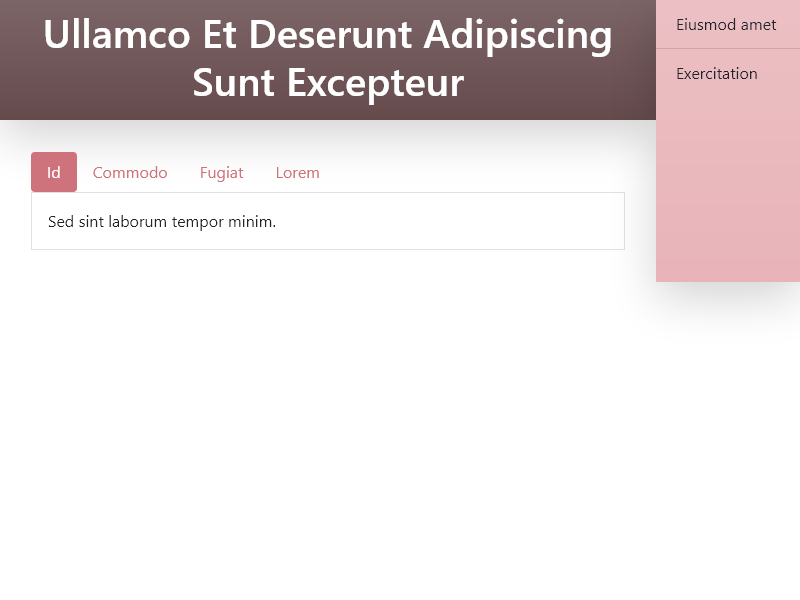 Ullamco Et Deserunt Adipiscing
Sunt Excepteur
Eiusmod amet
Exercitation
Id
Commodo
Fugiat
Lorem
Sed sint laborum tempor minim.